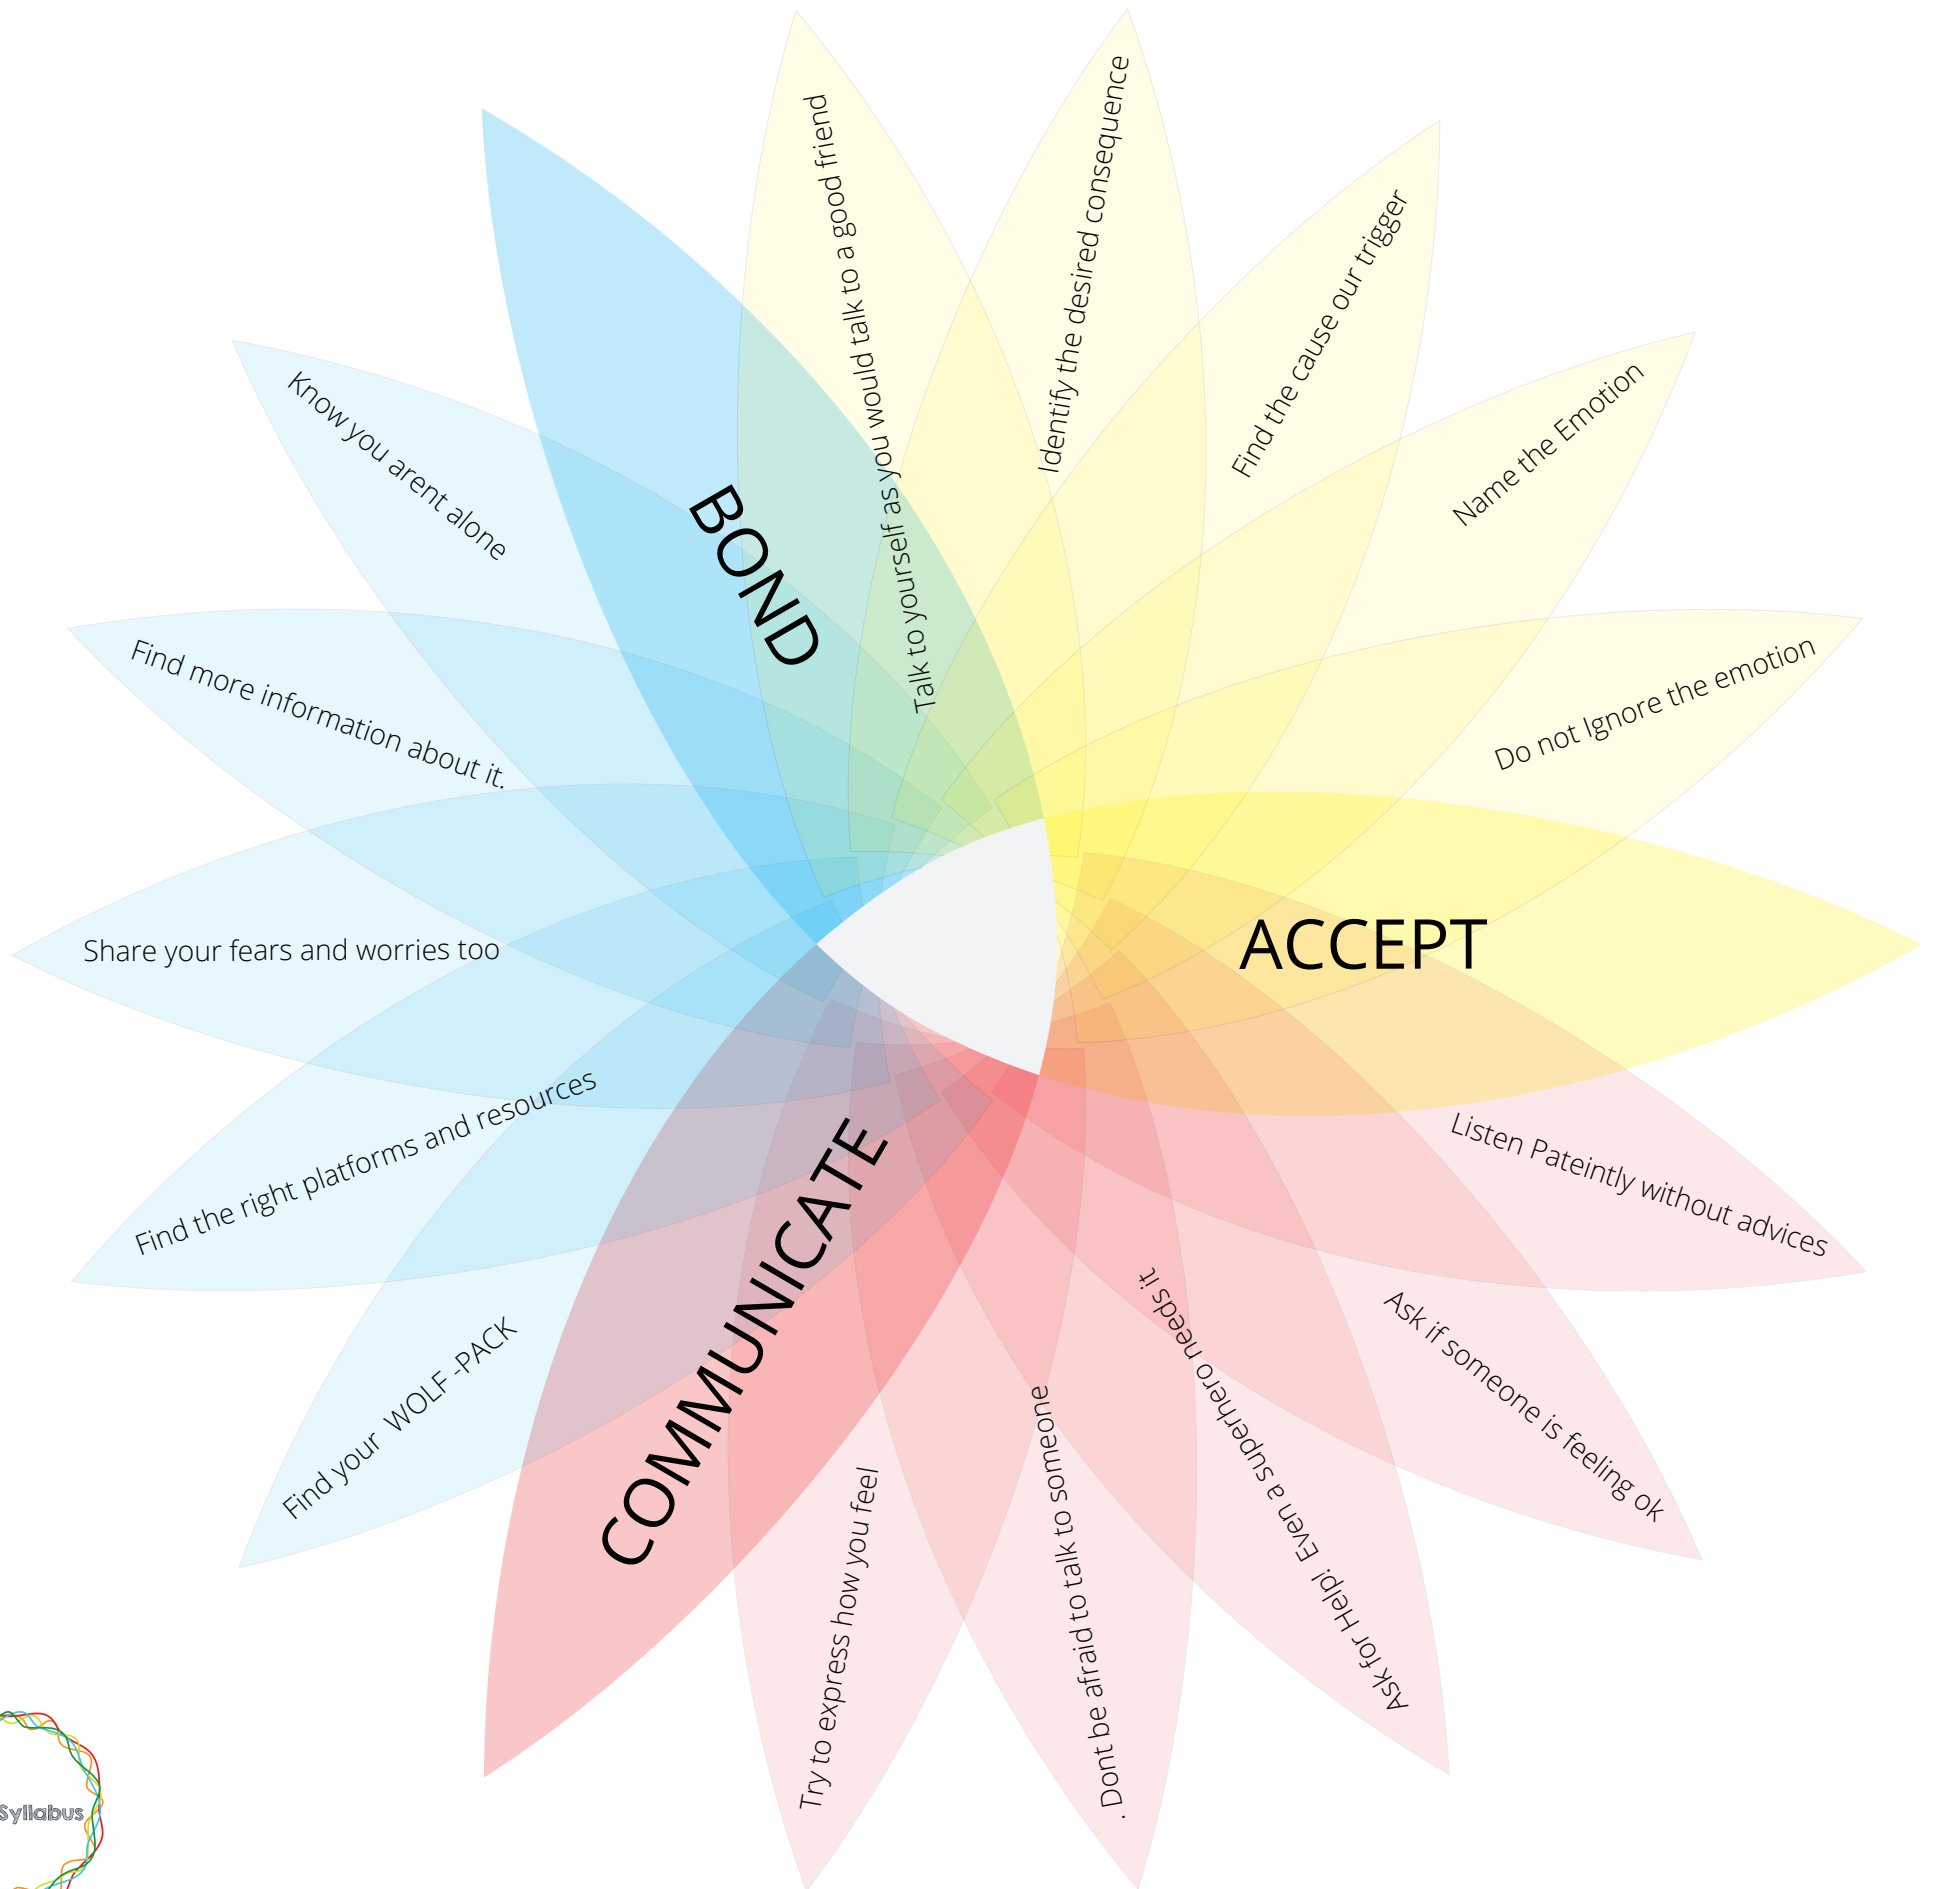 Talk to yourself as you would talk to a good friend
Identify the desired consequence
Find the cause our trigger
Name the Emotion
Do not Ignore the emotion
ACCEPT
Listen Pateintly without advices
Ask if someone is feeling ok
Ask for Help! Even a superhero needs it
. Dont be afraid to talk to someone
Try to express how you feel
COMMUNICATE
Find your WOLF -PACK
Find the right platforms and resources
Share your fears and worries too
Find more information about it.
Know you arent alone
BOND
Syllabus